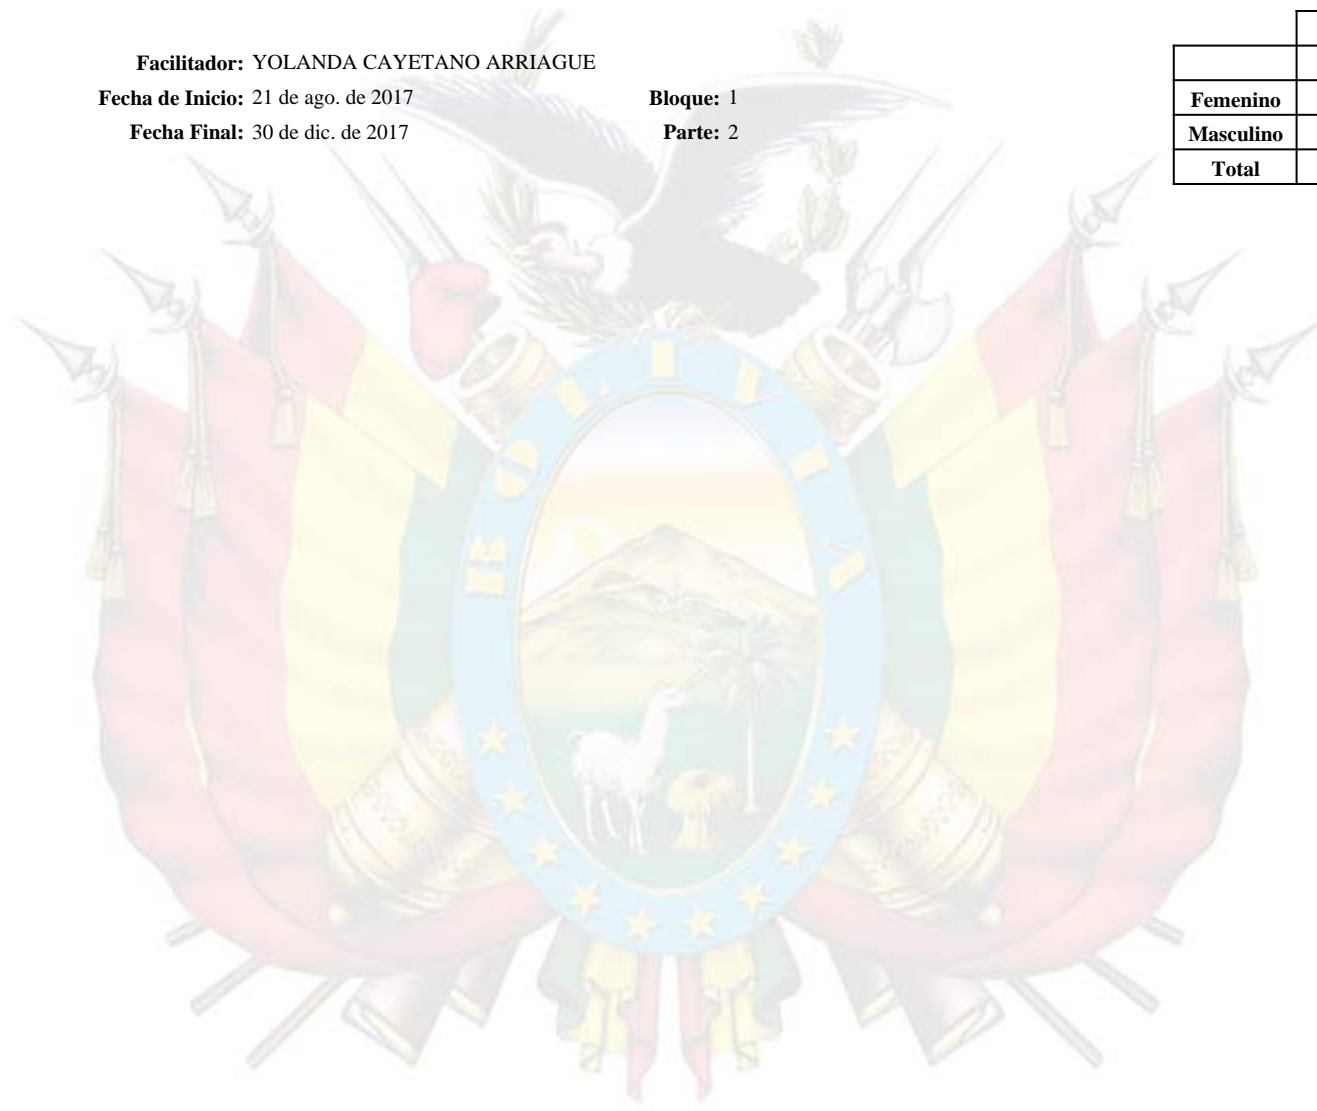 Facilitador: YOLANDA CAYETANO ARRIAGUE
Fecha de Inicio: 21 de ago. de 2017 Bloque: 1
Fecha Final: 30 de dic. de 2017 Parte: 2
Femenino
Masculino
Total
BOLIVIA